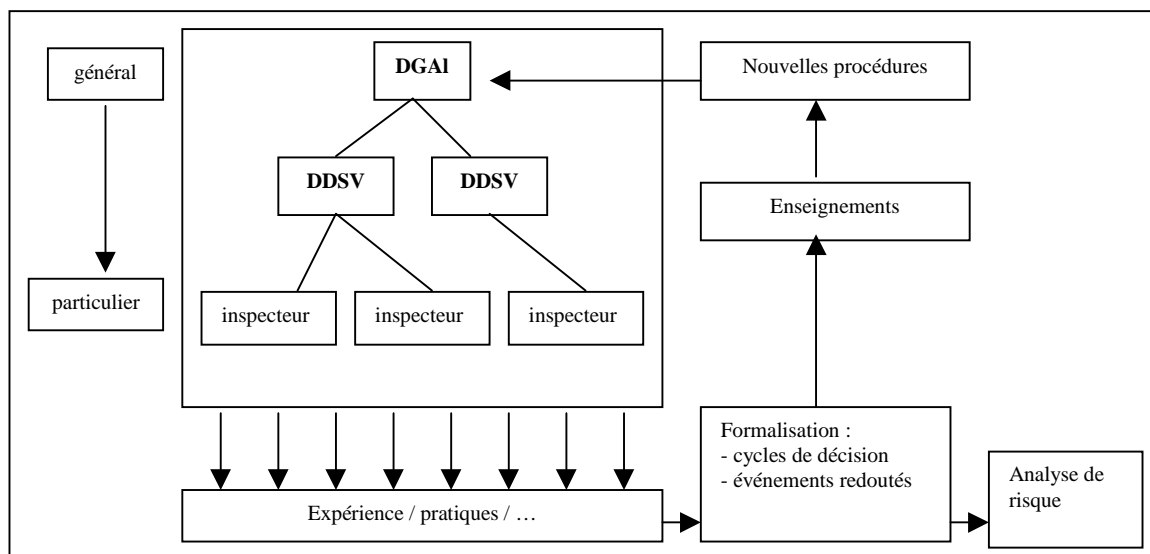 général
particulier
DGAl
DDSV
DDSV
inspecteur
inspecteur
inspecteur
Nouvelles procédures
Enseignements
Formalisation :
- cycles de décision
- événements redoutés
Expérience / pratiques / …
Analyse de
risque